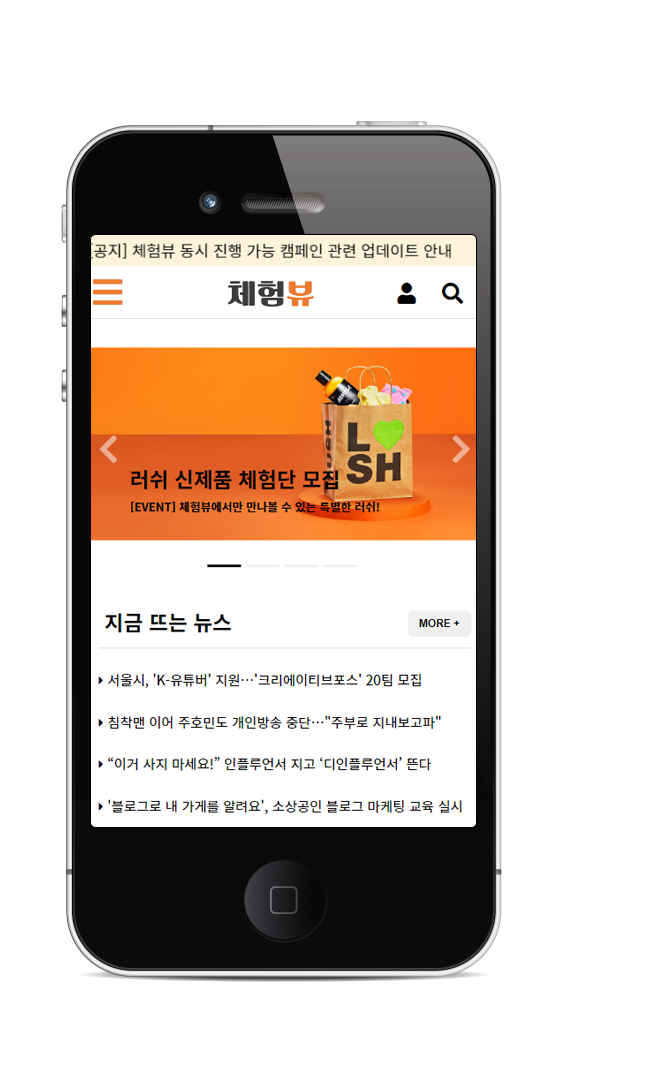 [공지] 체험뷰 동시 진행 가능 캠페인 관련 업데이트 안내
체험뷰
LSH
러쉬 신제품 체험단 모집
[EVENT] 체험뷰에서만 만나볼 수 있는 특별한 러쉬!
지금 뜨는 뉴스
MORE +
서울시, 'K-유튜버' 지원…'크리에이티브포스' 20팀 모집
침착맨 이어 주호민도 개인방송 중단…"주부로 지내보고파"
“이거 사지 마세요!” 인플루언서 지고 ‘디인플루언서’ 뜬다
'블로그로 내 가게를 알려요', 소상공인 블로그 마케팅 교육 실시